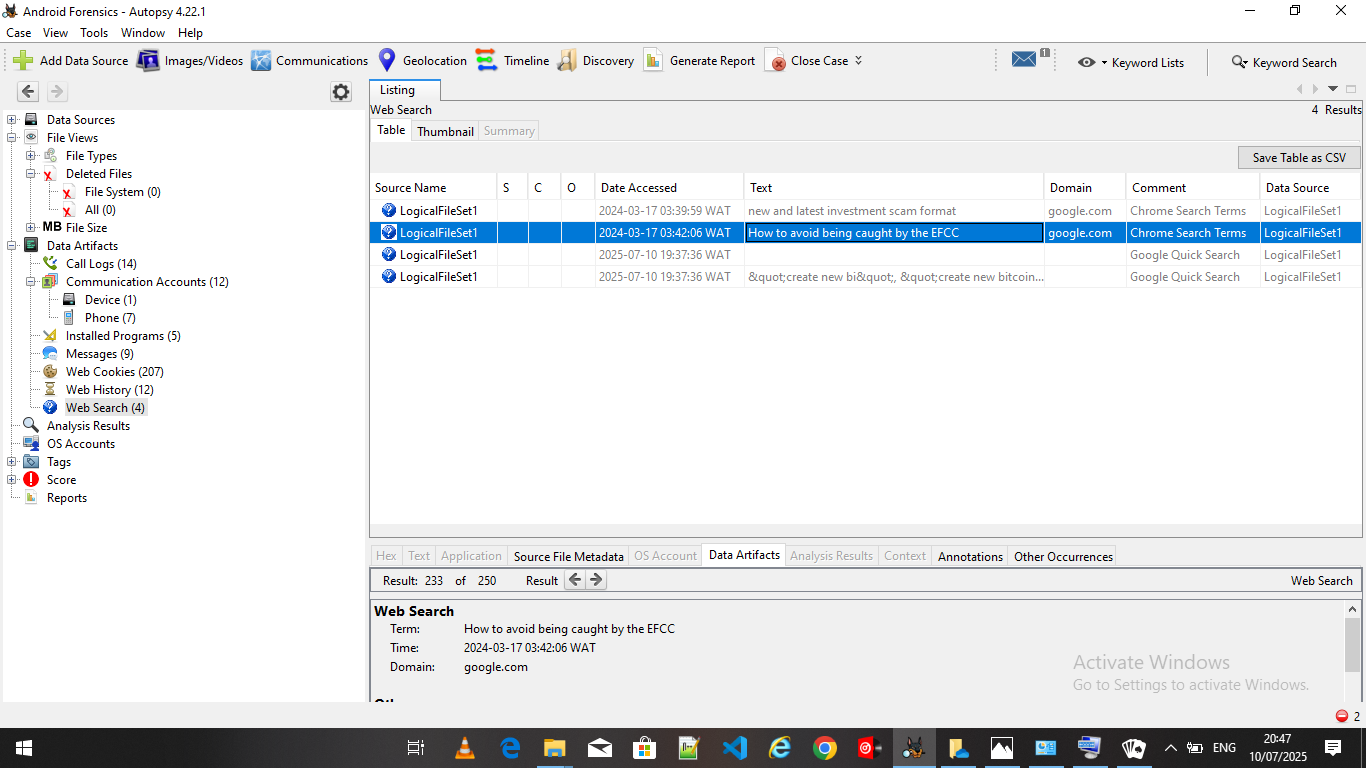 Android Forensics - Autopsy 4.22.1
Case View Tools Window Help
Add Data Source Images/Videos Communications Geolocation Timeline Discovery Generate Report Close Case 1 Keyword Lists Keyword Search
Listing
Web Search 4 Results
Table Thumbnail Summary
Save Table as CSV
Source Name S C O Date Accessed Text Domain Comment Data Source
LogicalFileSet1 2024-03-17 03:39:59 WAT new and latest investment scam format google.com Chrome Search Terms LogicalFileSet1
LogicalFileSet1 2024-03-17 03:42:06 WAT How to avoid being caught by the EFCC google.com Chrome Search Terms LogicalFileSet1
LogicalFileSet1 2025-07-10 19:37:36 WAT Google Quick Search LogicalFileSet1
LogicalFileSet1 2025-07-10 19:37:36 WAT &quot;create new bi&quot;, &quot;create new bitcoin... Google Quick Search LogicalFileSet1
Data Sources
File Views
File Types
Deleted Files
File System (0)
All (0)
MB File Size
Data Artifacts
Call Logs (14)
Communication Accounts (12)
Device (1)
Phone (7)
Installed Programs (5)
Messages (9)
Web Cookies (207)
Web History (12)
Web Search (4)
Analysis Results
OS Accounts
Tags
Score
Reports
Hex Text Application Source File Metadata OS Account Data Artifacts Analysis Results Context Annotations Other Occurrences
Result: 233 of 250 Result Web Search
Web Search
Term: How to avoid being caught by the EFCC
Time: 2024-03-17 03:42:06 WAT
Domain: google.com
Activate Windows
Go to Settings to activate Windows.
2
ENG
20:47
10/07/2025